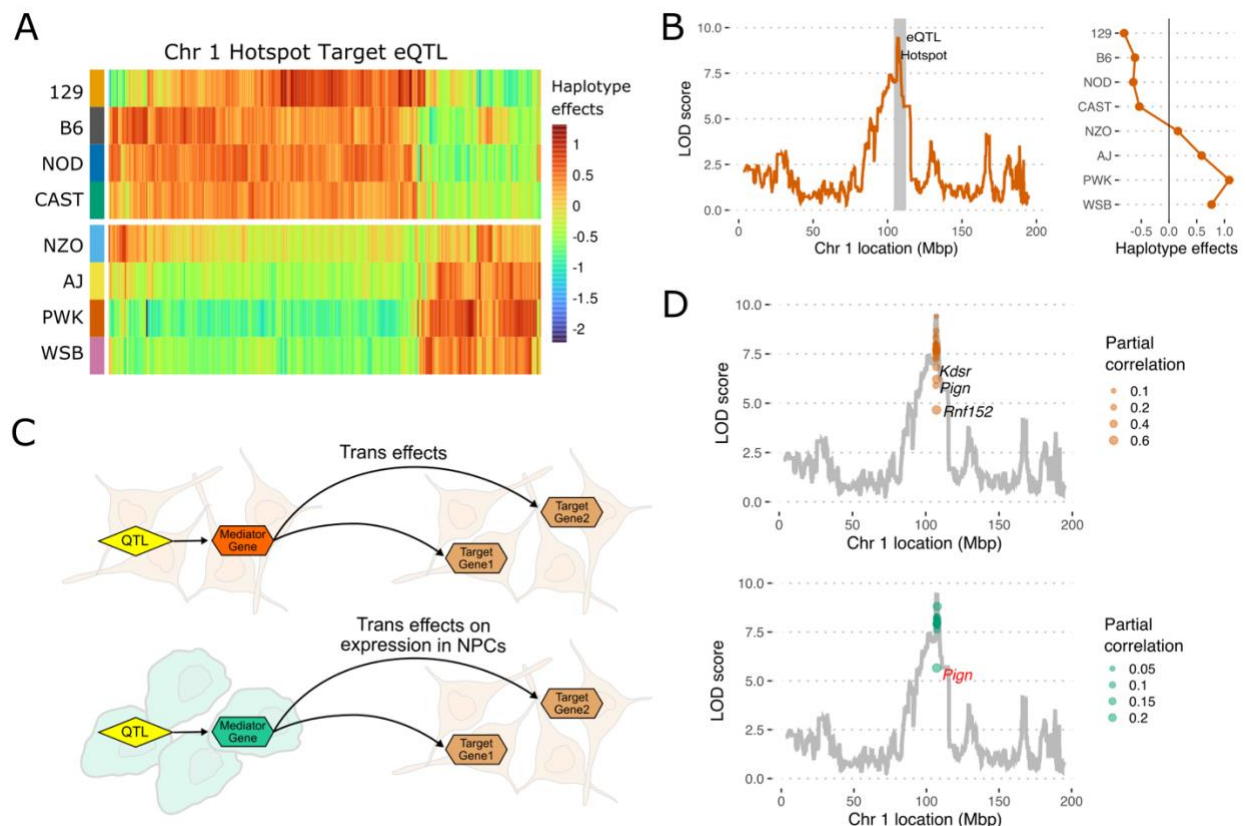 A
Chr 1 Hotspot Target eQTL
129
B6
NOD
CAST
NZO
AJ
PWK
WSB
Haplotype
effects
1
0.5
0
-0.5
-1
-1.5
-2
B
10.0
7.5
5.0
2.5
0.0
LOD score
eQTL
Hotspot
0
50
100
150
200
Chr 1 location (Mbp)
129
B6
NOD
CAST
NZO
AJ
PWK
WSB
-0.5
0.0
0.5
1.0
Haplotype effects
C
Trans effects
QTL
Mediator
Gene
Target
Gene2
Target
Gene1
Trans effects on
expression in NPCs
QTL
Mediator
Gene
Target
Gene2
Target
Gene1
D
10.0
7.5
5.0
2.5
0.0
LOD score
Kdsr
Pign
Rnf152
0
50
100
150
200
Chr 1 location (Mbp)
Partial
correlation
0.1
0.2
0.4
0.6
10.0
7.5
5.0
2.5
0.0
LOD score
Pign
0
50
100
150
200
Chr 1 location (Mbp)
Partial
correlation
0.05
0.1
0.15
0.2